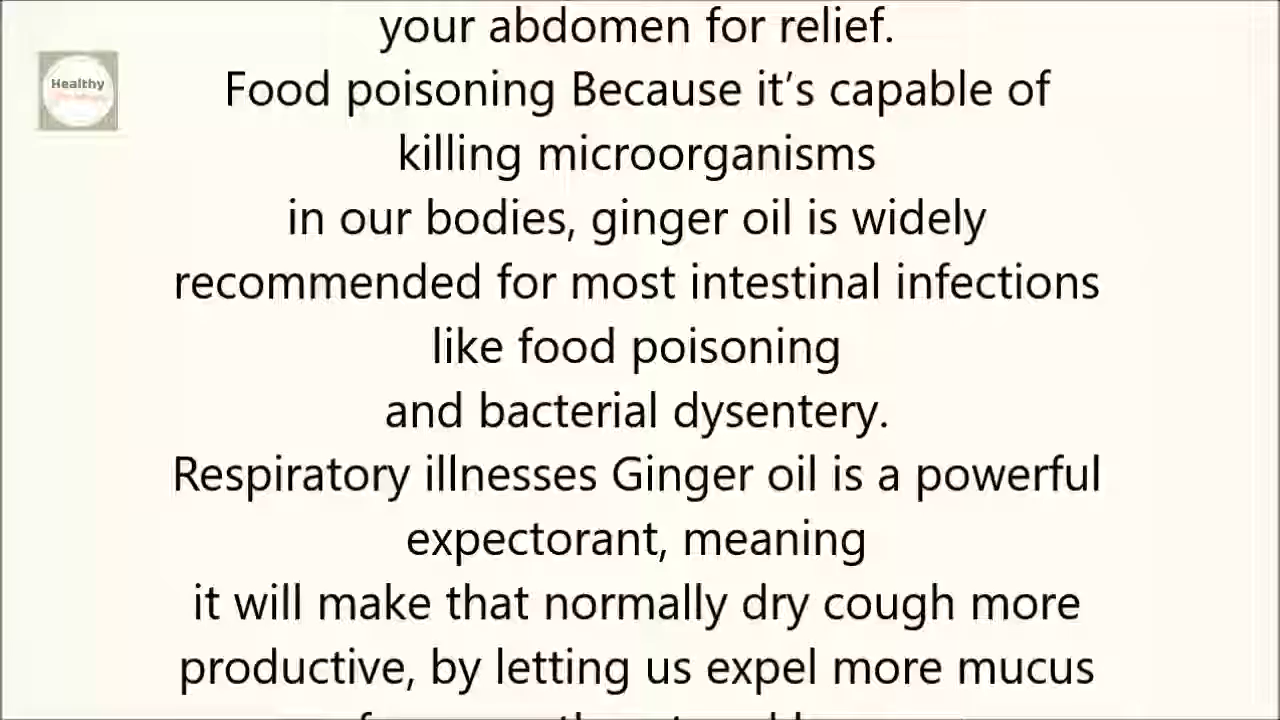 your abdomen for relief.
Healthy
Food poisoning Because it’s capable of
killing microorganisms
in our bodies, ginger oil is widely
recommended for most intestinal infections
like food poisoning
and bacterial dysentery.
Respiratory illnesses Ginger oil is a powerful
expectorant, meaning
it will make that normally dry cough more
productive, by letting us expel more mucus